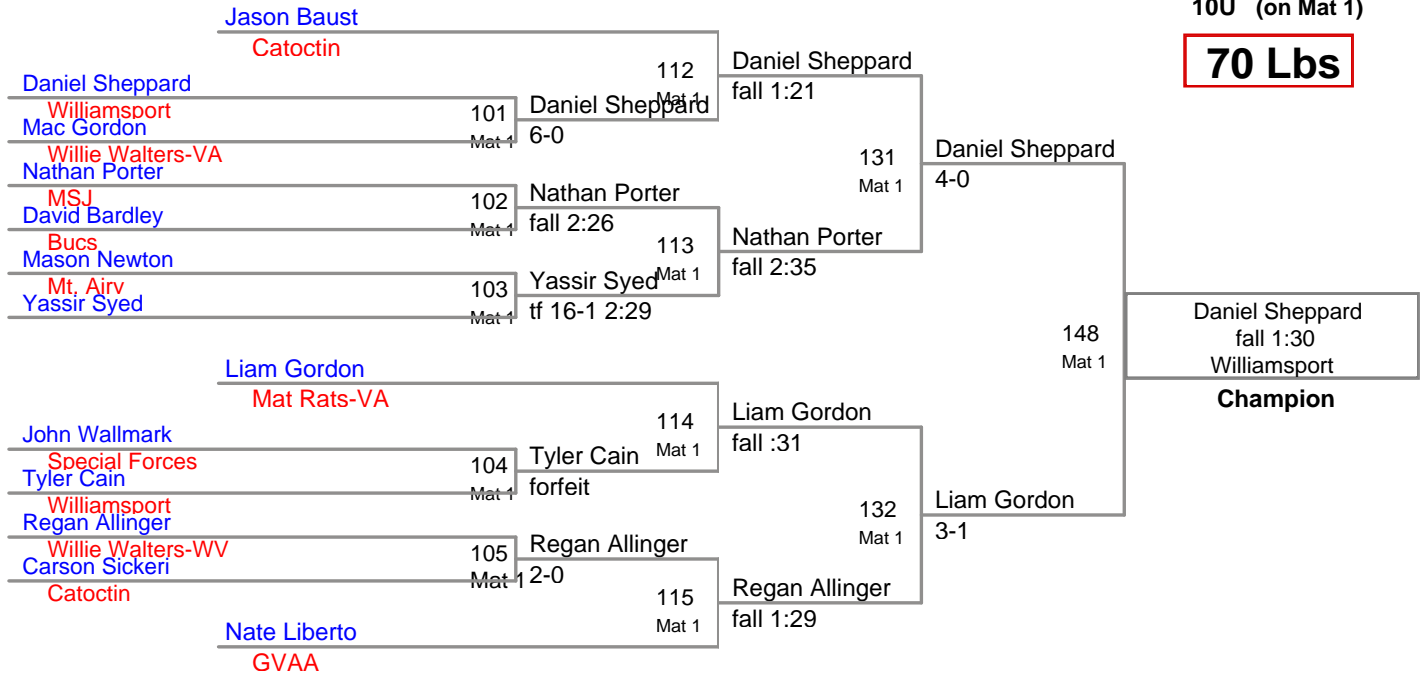 10U (on Mat 1)
70 Lbs
Jason Baust
Catoctin
112
Mat 1
Daniel Sheppard
fall 1:21
Daniel Sheppard
Williamsport
Mac Gordon
Willie Walters-VA
101
Mat 1
Daniel Sheppard
6-0
131
Mat 1
Daniel Sheppard
4-0
Nathan Porter
MSJ
David Bardley
Bucs
102
Mat 1
Nathan Porter
fall 2:26
113
Mat 1
Nathan Porter
fall 2:35
Mason Newton
Mt. Airy
Yassir Syed
103
Mat 1
Yassir Syed
tf 16-1 2:29
148
Mat 1
Daniel Sheppard
fall 1:30
Williamsport
Champion
Liam Gordon
Mat Rats-VA
114
Mat 1
Liam Gordon
fall :31
John Wallmark
Special Forces
Tyler Cain
Williamsport
104
Mat 1
Tyler Cain
forfeit
132
Mat 1
Liam Gordon
3-1
Regan Allinger
Willie Walters-WV
Carson Sickeri
Catoctin
105
Mat 1
Regan Allinger
2-0
115
Mat 1
Regan Allinger
fall 1:29
Nate Liberto
GVAA